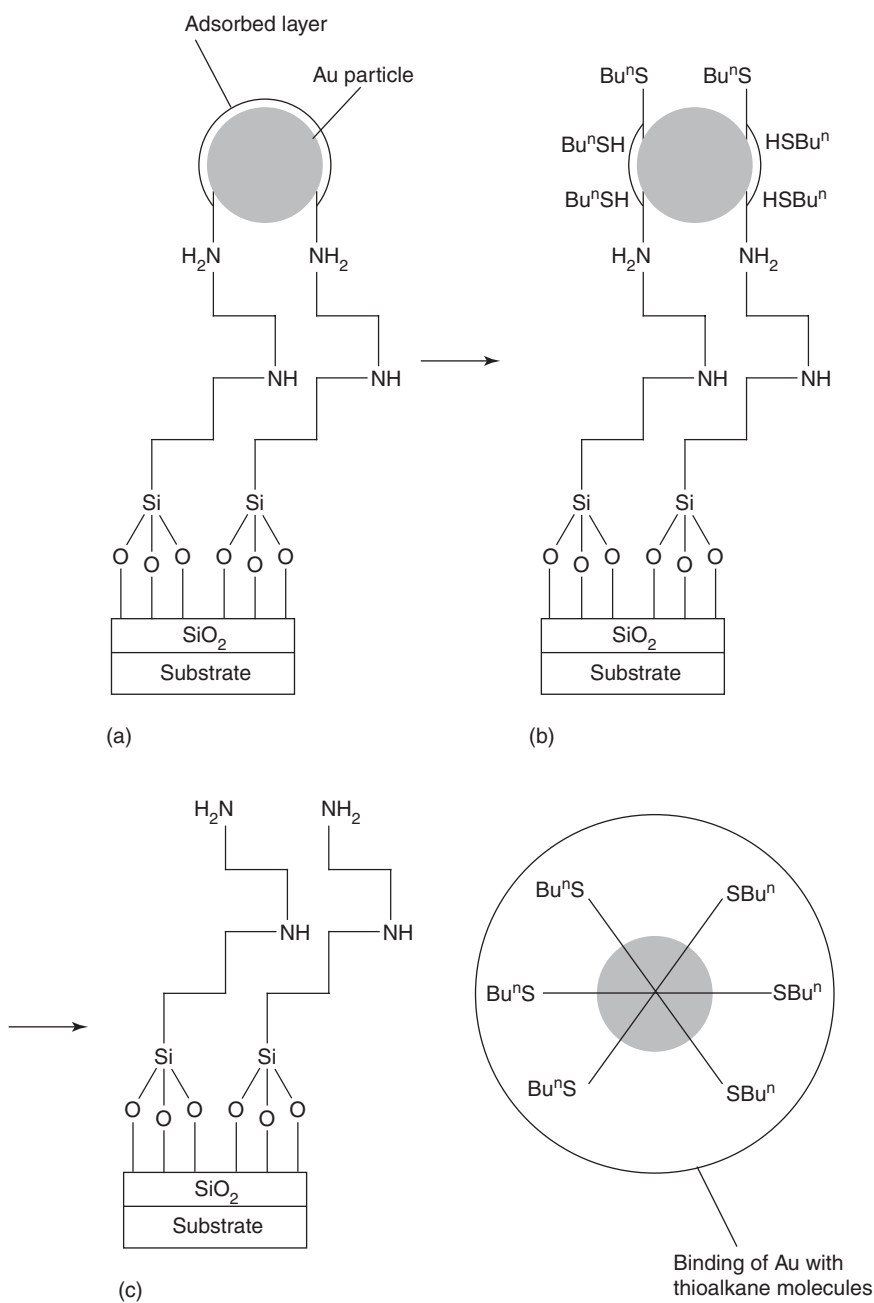 Adsorbed layer
Au particle
H₂N NH₂
NH NH
Si Si
O O O O O O
SiO₂
Substrate
(a)
BuⁿS BuⁿS
BuⁿSH HSBuⁿ
BuⁿSH HSBuⁿ
H₂N NH₂
NH NH
Si Si
O O O O O O
SiO₂
Substrate
(b)
H₂N NH₂
NH NH
Si Si
O O O O O O
SiO₂
Substrate
(c)
BuⁿS SBuⁿ
BuⁿS SBuⁿ
BuⁿS SBuⁿ
Binding of Au with
thioalkane molecules